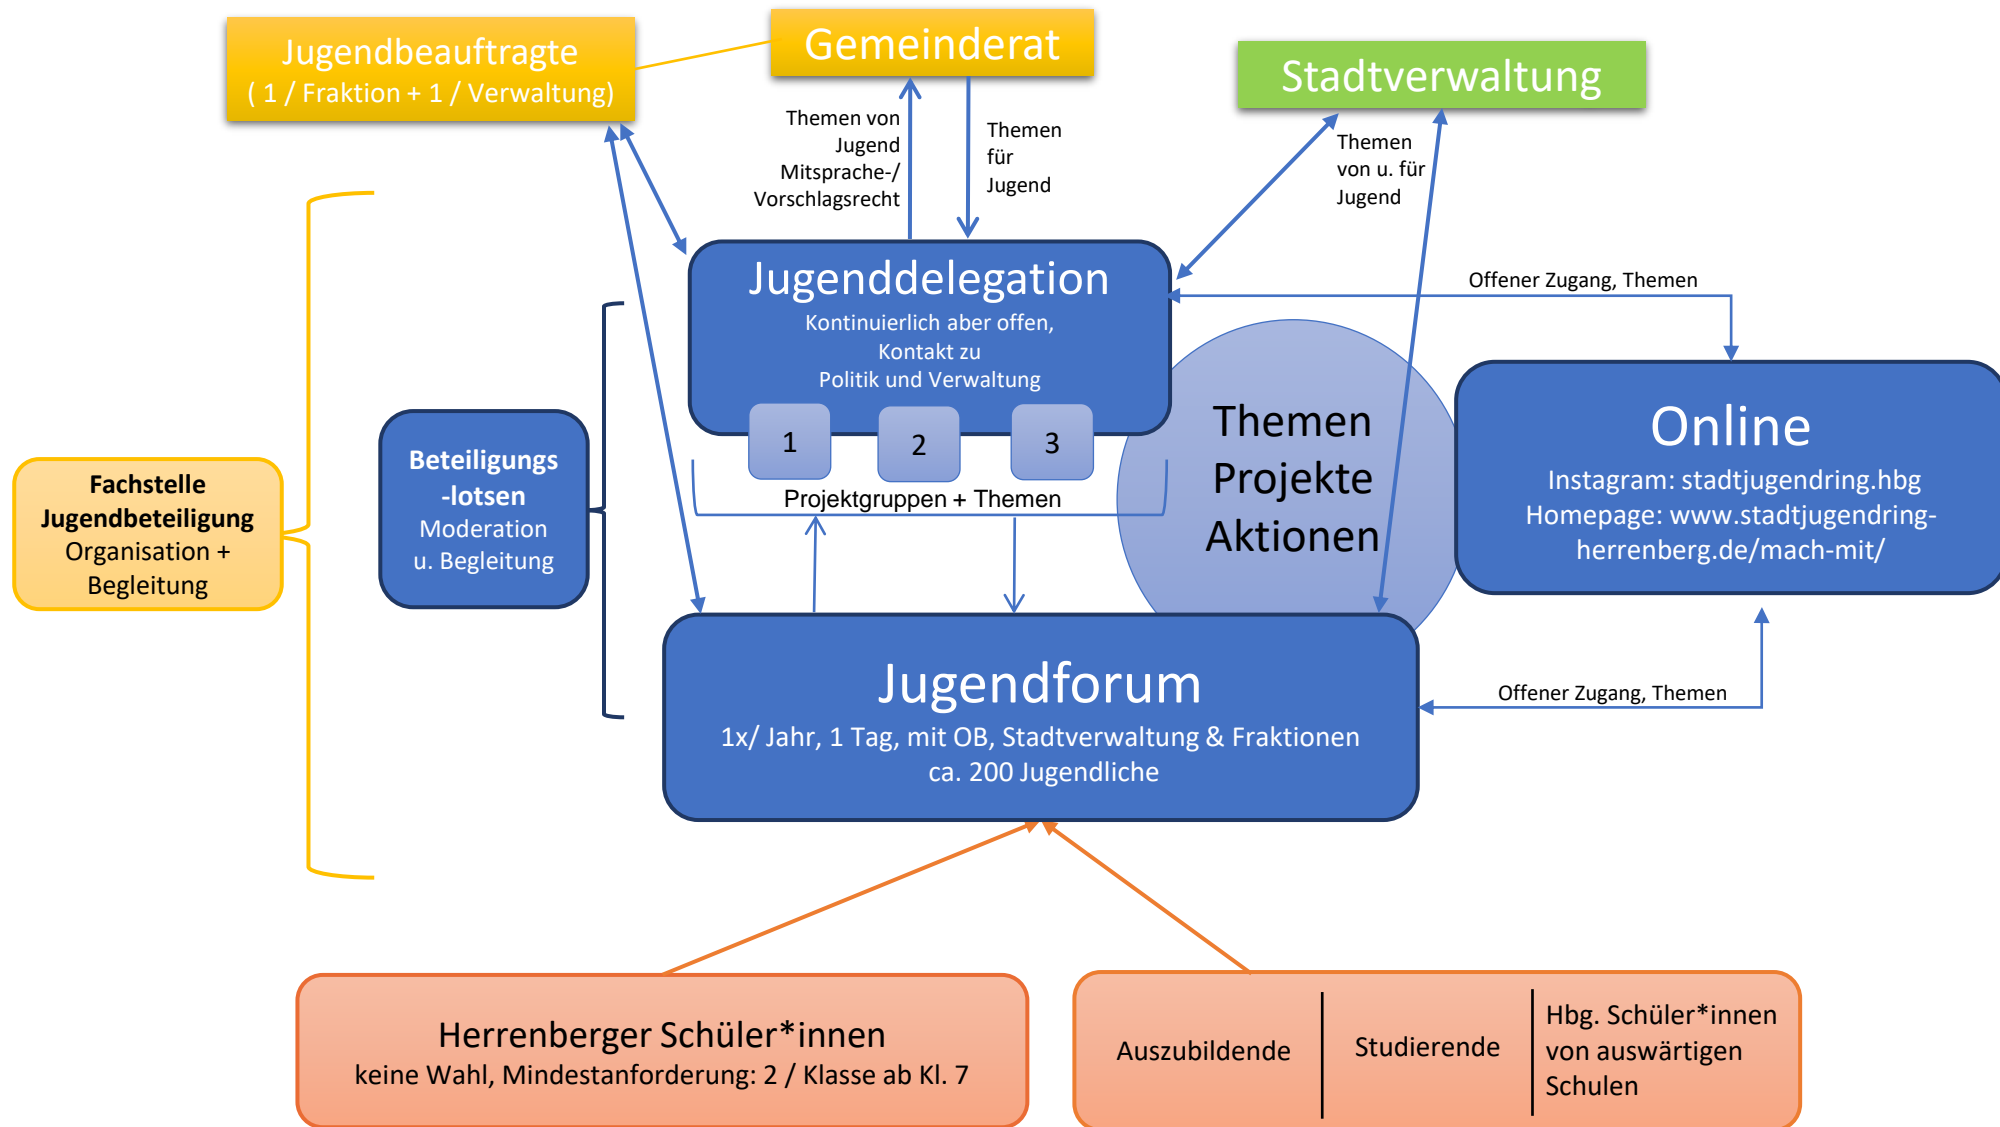 Jugendbeauftragte
( 1 / Fraktion + 1 / Verwaltung)
Gemeinderat
Stadtverwaltung
Themen von
Jugend
Mitsprache-/
Vorschlagsrecht
Themen
für
Jugend
Themen
von u. für
Jugend
Jugenddelegation
Kontinuierlich aber offen,
Kontakt zu
Politik und Verwaltung
1
2
3
Projektgruppen + Themen
Offener Zugang, Themen
Themen
Projekte
Aktionen
Online
Instagram: stadtjugendring.hbg
Homepage: www.stadtjugendring-
herrenberg.de/mach-mit/
Beteiligungs
-lotsen
Moderation
u. Begleitung
Fachstelle
Jugendbeteiligung
Organisation +
Begleitung
Jugendforum
1x/ Jahr, 1 Tag, mit OB, Stadtverwaltung & Fraktionen
ca. 200 Jugendliche
Offener Zugang, Themen
Herrenberger Schüler*innen
keine Wahl, Mindestanforderung: 2 / Klasse ab Kl. 7
Auszubildende
Studierende
Hbg. Schüler*innen
von auswärtigen
Schulen